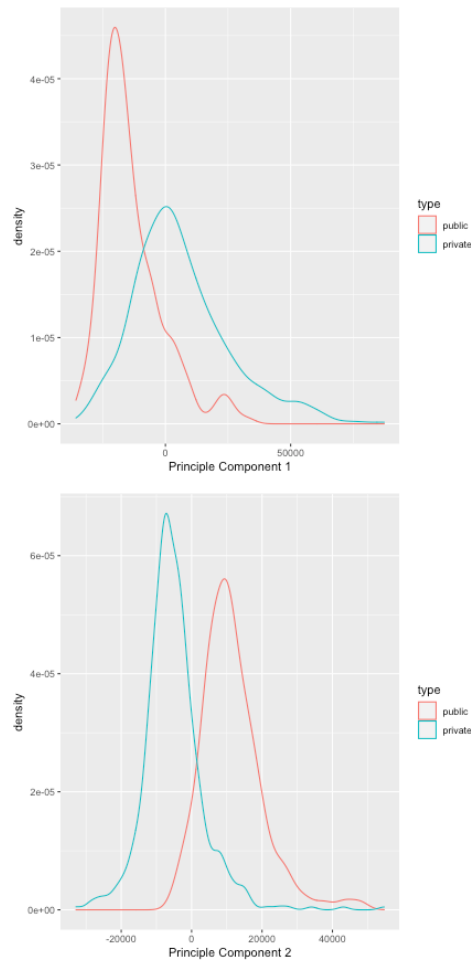 4e-05
3e-05
2e-05
1e-05
0e+00
density
0
50000
Principle Component 1
type
public
private
6e-05
4e-05
2e-05
0e+00
density
-20000
0
20000
40000
Principle Component 2
type
public
private